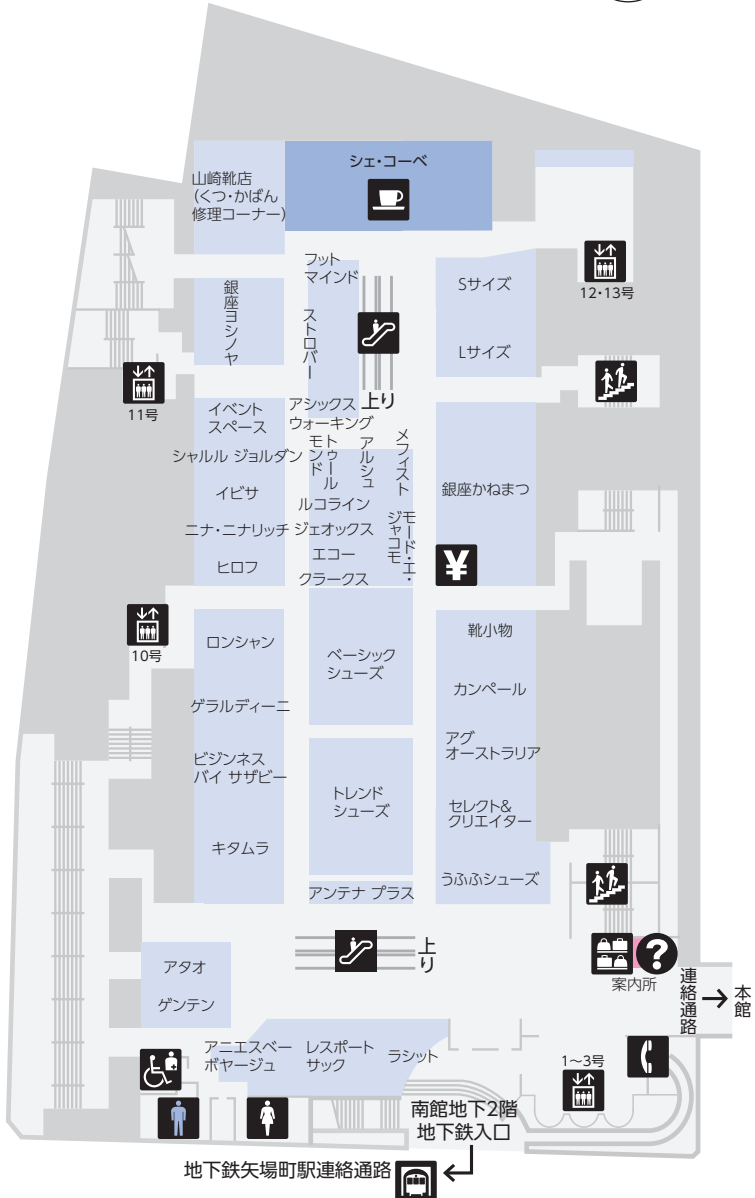 シェ・コーベ
山崎靴店
(くつ・かばん
修理コーナー)
12・13号
フット
マインド
Sサイズ
銀座ヨシノヤ
ストロバー
Lサイズ
11号
上り
アシックス
ウォーキング
イベント
スペース
シャルル ジョルダン
トゥール
モンド
アルシュ
メフィスト
イビサ
銀座かねまつ
ルコライン
ニナ・ニナリッチ
ジェオックス
モード・エ・
ジャコモ
エコー
¥
ヒロフ
クラークス
10号
ロンシャン
ベーシック
シューズ
靴小物
ゲラルディーニ
カンペール
アグ
オーストラリア
ビジンネス
バイ サザビー
トレンド
シューズ
セレクト&
クリエイター
キタムラ
アンテナ プラス
うふふシューズ
上り
?
案内所
アタオ
ゲンテン
連絡通路
→
本館
アニエスベー
ボヤージュ
レスポート
サック
ラシット
1〜3号
南館地下2階
地下鉄入口
地下鉄矢場町駅連絡通路